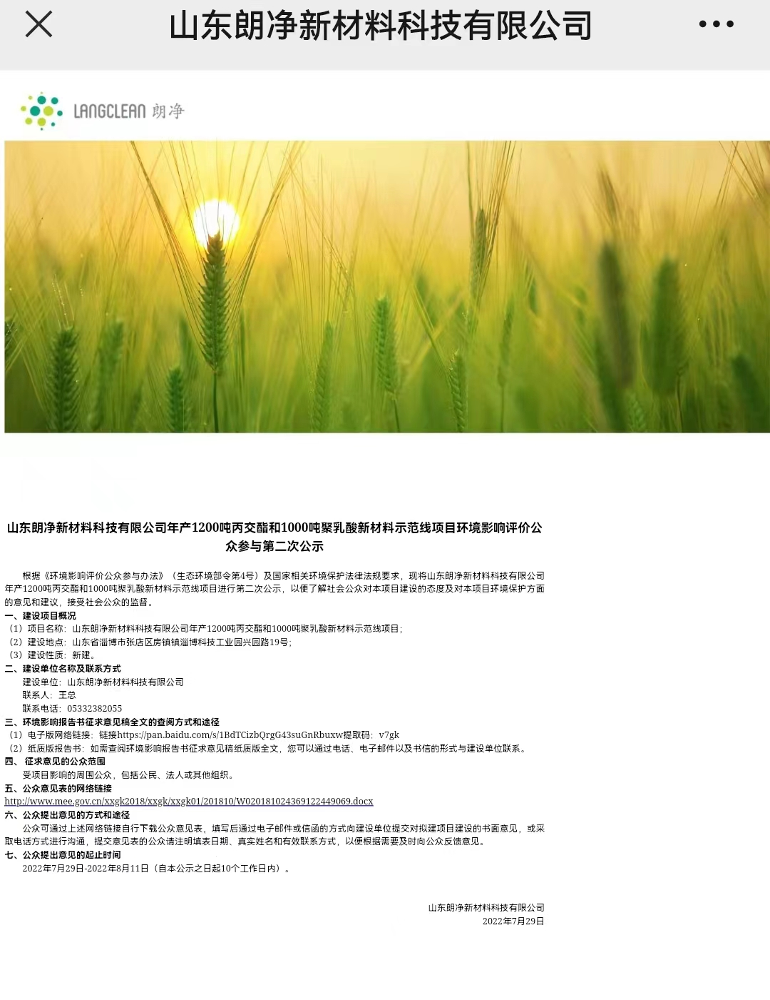 山东朗净新材料科技有限公司
LANGCLEAN 朗净
山东朗净新材料科技有限公司年产1200吨丙交酯和1000吨聚乳酸新材料示范线项目环境影响评价公
众参与第二次公示
根据《环境影响评价公众参与办法》（生态环境部令第4号）及国家相关环境保护法律法规要求，现将山东朗净新材料科技有限公司
年产1200吨丙交酯和1000吨聚乳酸新材料示范线项目进行第二次公示，以便了解社会公众对本项目建设的态度及对本项目环境保护方面
的意见和建议，接受社会公众的监督。
一、建设项目概况
（1）项目名称：山东朗净新材料科技有限公司年产1200吨丙交酯和1000吨聚乳酸新材料示范线项目；
（2）建设地点：山东省淄博市张店区房镇镇淄博科技工业园兴园路19号；
（3）建设性质：新建。
二、建设单位名称及联系方式
建设单位：山东朗净新材料科技有限公司
联系人：王总
联系电话：05332382055
三、环境影响报告书征求意见稿全文的查阅方式和途径
（1）电子版网络链接：链接https://pan.baidu.com/s/1BdTCizbQrgG43suGnRbuxw提取码：v7gk
（2）纸质版报告书：如需查阅环境影响报告书征求意见稿纸质版全文，您可以通过电话、电子邮件以及书信的形式与建设单位联系。
四、 征求意见的公众范围
受项目影响的周围公众，包括公民、法人或其他组织。
五、公众意见表的网络链接
http://www.mee.gov.cn/xxgk2018/xxgk/xxgk01/201810/W020181024369122449069.docx
六、公众提出意见的方式和途径
公众可通过上述网络链接自行下载公众意见表，填写后通过电子邮件或信函的方式向建设单位提交对拟建项目建设的书面意见，或采
取电话方式进行沟通，提交意见表的公众请注明填表日期、真实姓名和有效联系方式，以便根据需要及时向公众反馈意见。
七、公众提出意见的起止时间
2022年7月29日-2022年8月11日（自本公示之日起10个工作日内）。
山东朗净新材料科技有限公司
2022年7月29日